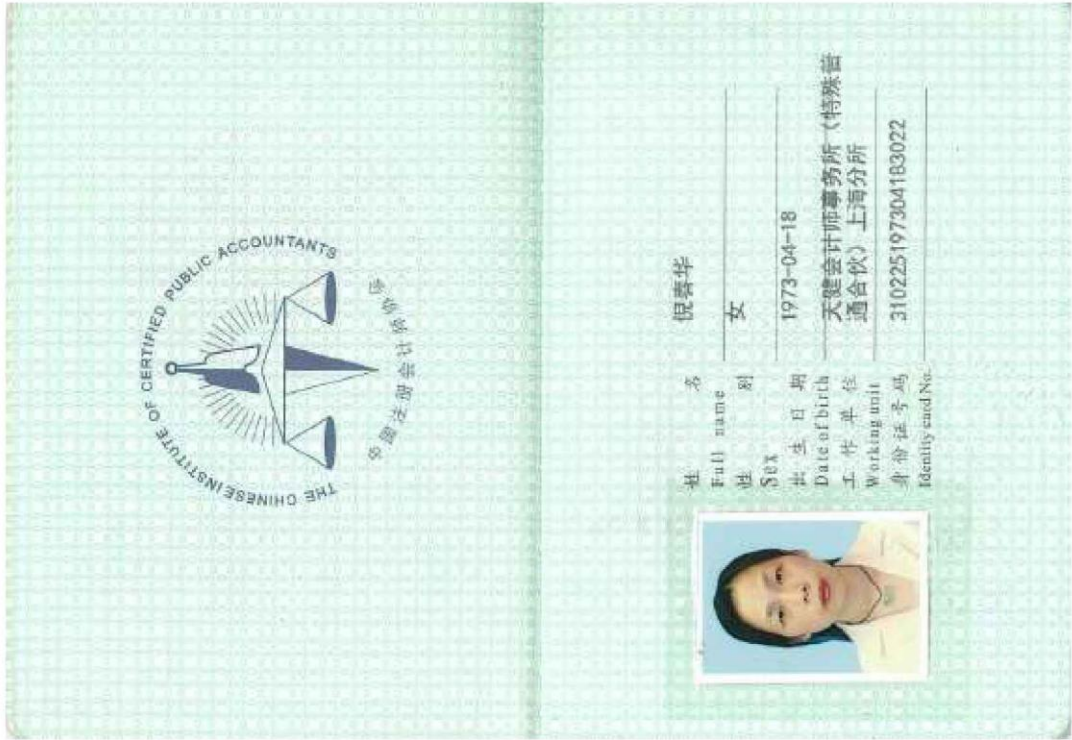 THE CHINESE INSTITUTE OF CERTIFIED PUBLIC ACCOUNTANTS
中国注册会计师协会
姓 名 倪春华
Full name
性 别 女
Sex
出生日期 1973-04-18
Date of birth
工作单位 天健会计师事务所（特殊普
Working unit 通合伙）上海分所
身份证号码 310225197304183022
Identity card No.